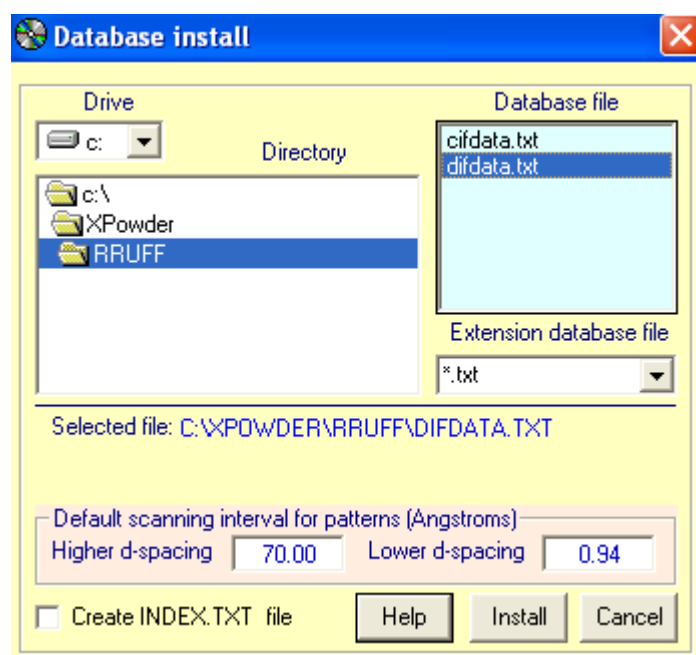 Database install
Drive
Database file
c:
Directory
cifdata.txt
difdata.txt
c:\
XPowder
RRUFF
Extension database file
*.txt
Selected file: C:\XPOWDER\RRUFF\DIFDATA.TXT
Default scanning interval for patterns (Angstroms)
Higher d-spacing 70.00 Lower d-spacing 0.94
Create INDEX.TXT file Help Install Cancel